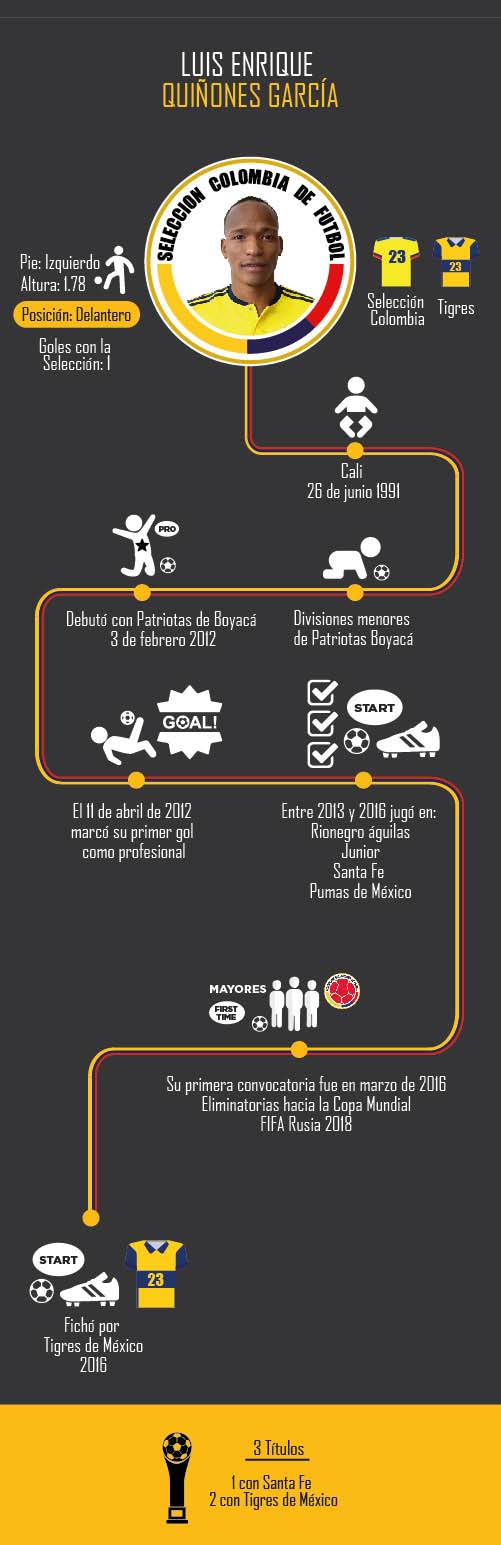 LUIS ENRIQUE
QUIÑONES GARCÍA
SELECCION COLOMBIA DE FUTBOL
Pie: Izquierdo
Altura: 1.78
Posición: Delantero
Goles con la
Selección: 1
23
Selección
Colombia
23
Tigres
Cali
26 de junio 1991
PRO
Debutó con Patriotas de Boyacá
3 de febrero 2012
Divisiones menores
de Patriotas Boyacá
GOAL!
START
El 11 de abril de 2012
marcó su primer gol
como profesional
Entre 2013 y 2016 jugó en:
Rionegro águilas
Junior
Santa Fe
Pumas de México
MAYORES
FIRST
TIME
Su primera convocatoria fue en marzo de 2016
Eliminatorias hacia la Copa Mundial
FIFA Rusia 2018
START
23
Fichó por
Tigres de México
2016
3 Títulos
1 con Santa Fe
2 con Tigres de México